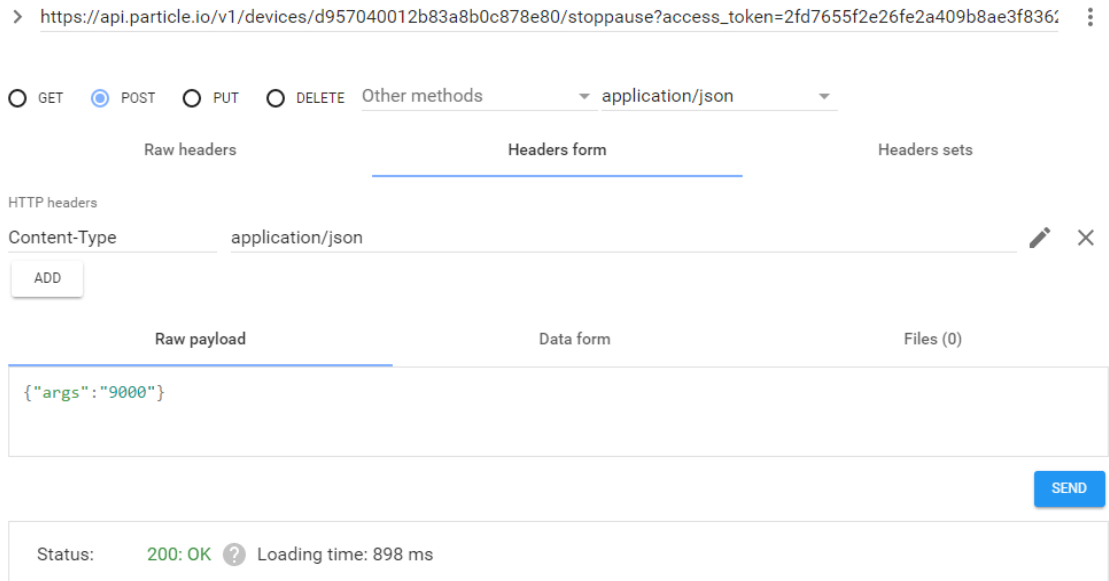 https://api.particle.io/v1/devices/d957040012b83a8b0c878e80/stoppause?access_token=2fd7655f2e26fe2a409b8ae3f8362
GET POST PUT DELETE Other methods application/json
Raw headers Headers form Headers sets
HTTP headers
Content-Type application/json
ADD
Raw payload Data form Files (0)
{"args":"9000"}
SEND
Status: 200: OK ? Loading time: 898 ms